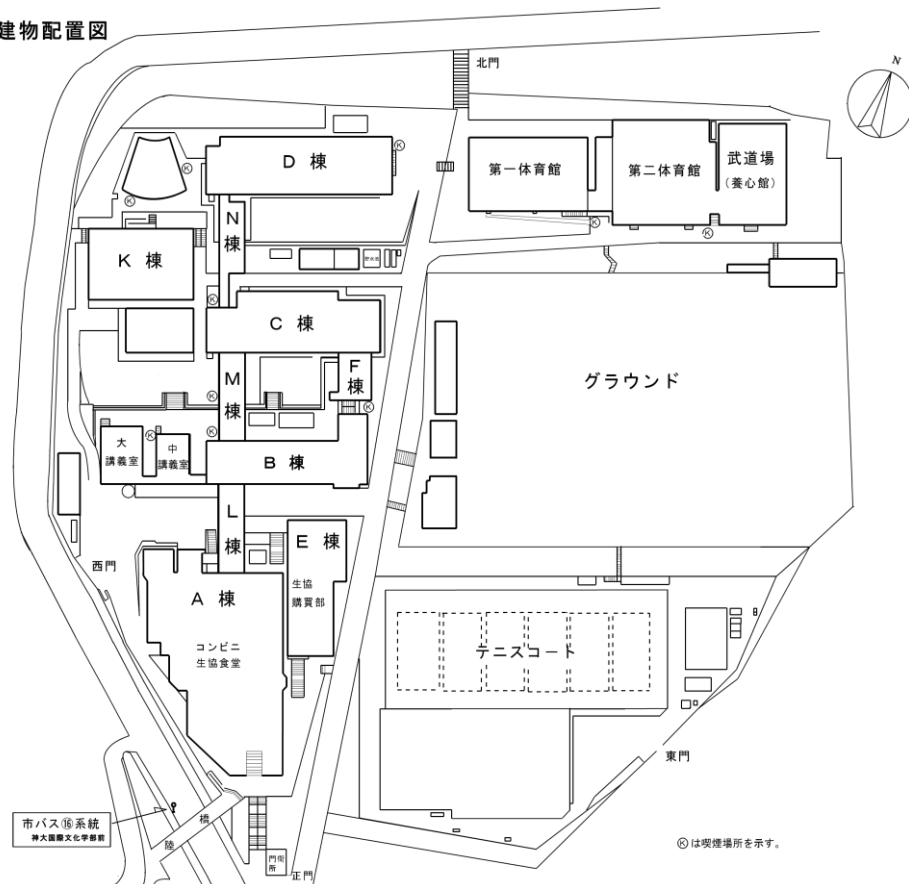 建物配置図
北門
N
D 棟
Ⓚ
Ⓚ
Ⓚ
第一体育館
第二体育館
武道場
(養心館)
Ⓚ
Ⓚ
N
棟
K 棟
Ⓚ
C 棟
F
棟
M
棟
Ⓚ
Ⓚ
グラウンド
大
講義室
Ⓚ
中
講義室
Ⓚ
B 棟
L
棟
E 棟
生協
購買部
西門
A 棟
コンビニ
生協食堂
テニスコート
東門
市バス⑯系統
神大国際文化学部前
陸
橋
門衛
所
正門
Ⓚは喫煙場所を示す。